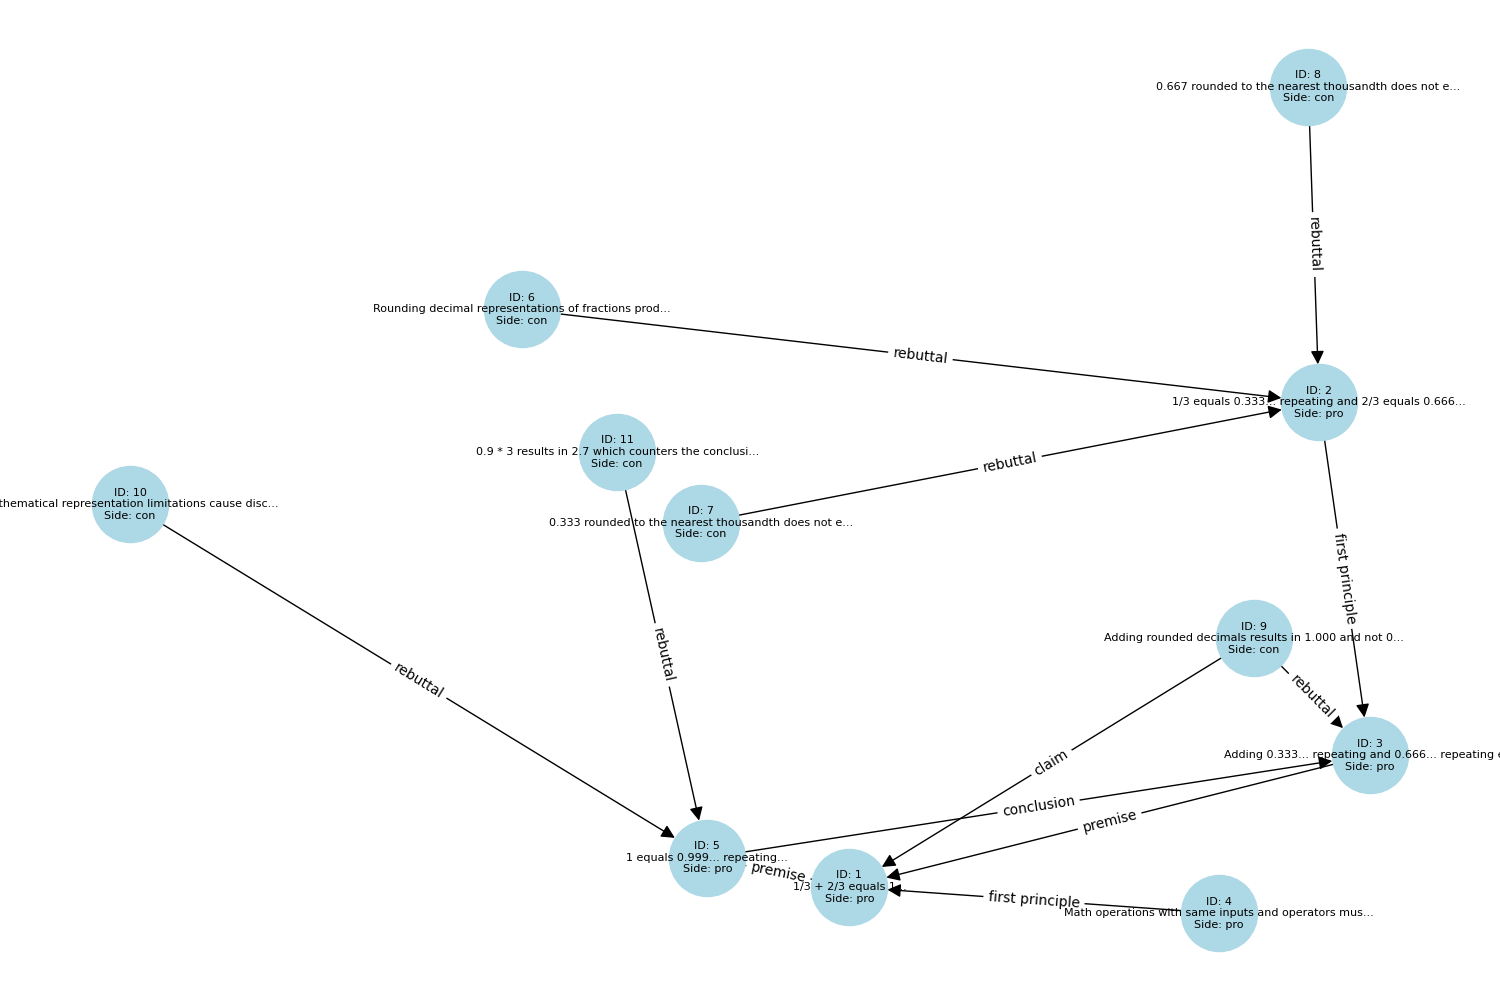 ID: 8
0.667 rounded to the nearest thousandth does not e...
Side: con
rebuttal
ID: 6
Rounding decimal representations of fractions prod...
Side: con
rebuttal
ID: 2
1/3 equals 0.333... repeating and 2/3 equals 0.666...
Side: pro
ID: 11
0.9 * 3 results in 2.7 which counters the conclusi...
Side: con
rebuttal
ID: 10
thematical representation limitations cause disc...
Side: con
ID: 7
0.333 rounded to the nearest thousandth does not e...
Side: con
first principle
ID: 9
Adding rounded decimals results in 1.000 and not 0...
Side: con
rebuttal
rebuttal
rebuttal
claim
ID: 3
Adding 0.333... repeating and 0.666... repeating
Side: pro
conclusion
premise
ID: 5
1 equals 0.999... repeating...
Side: pro
premise
ID: 1
1/3 + 2/3 equals 1...
Side: pro
first principle
ID: 4
Math operations with same inputs and operators mus...
Side: pro